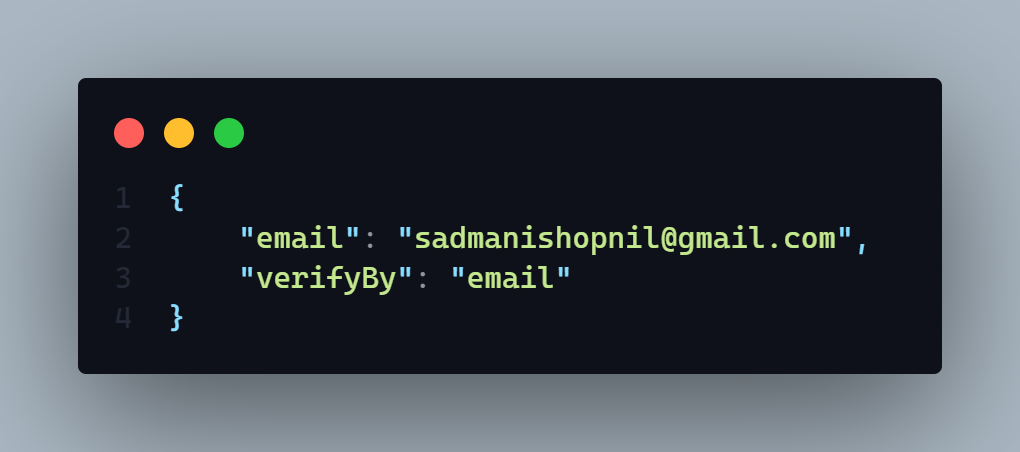 1 {
2     "email": "sadmanishopnil@gmail.com",
3     "verifyBy": "email"
4 }